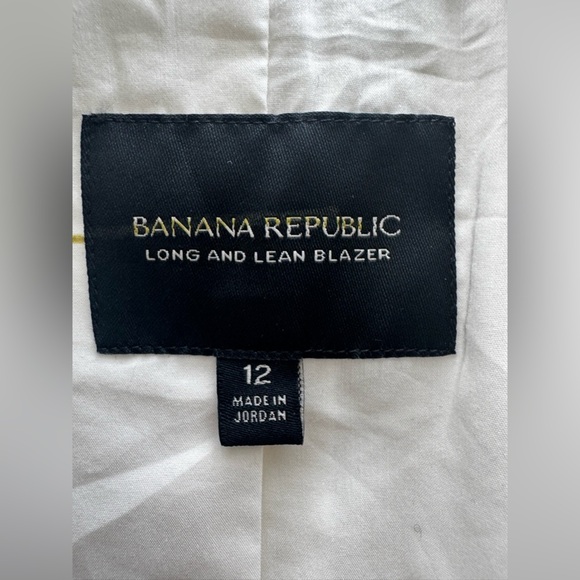 BANANA REPUBLIC
LONG AND LEAN BLAZER
12
MADE IN
JORDAN